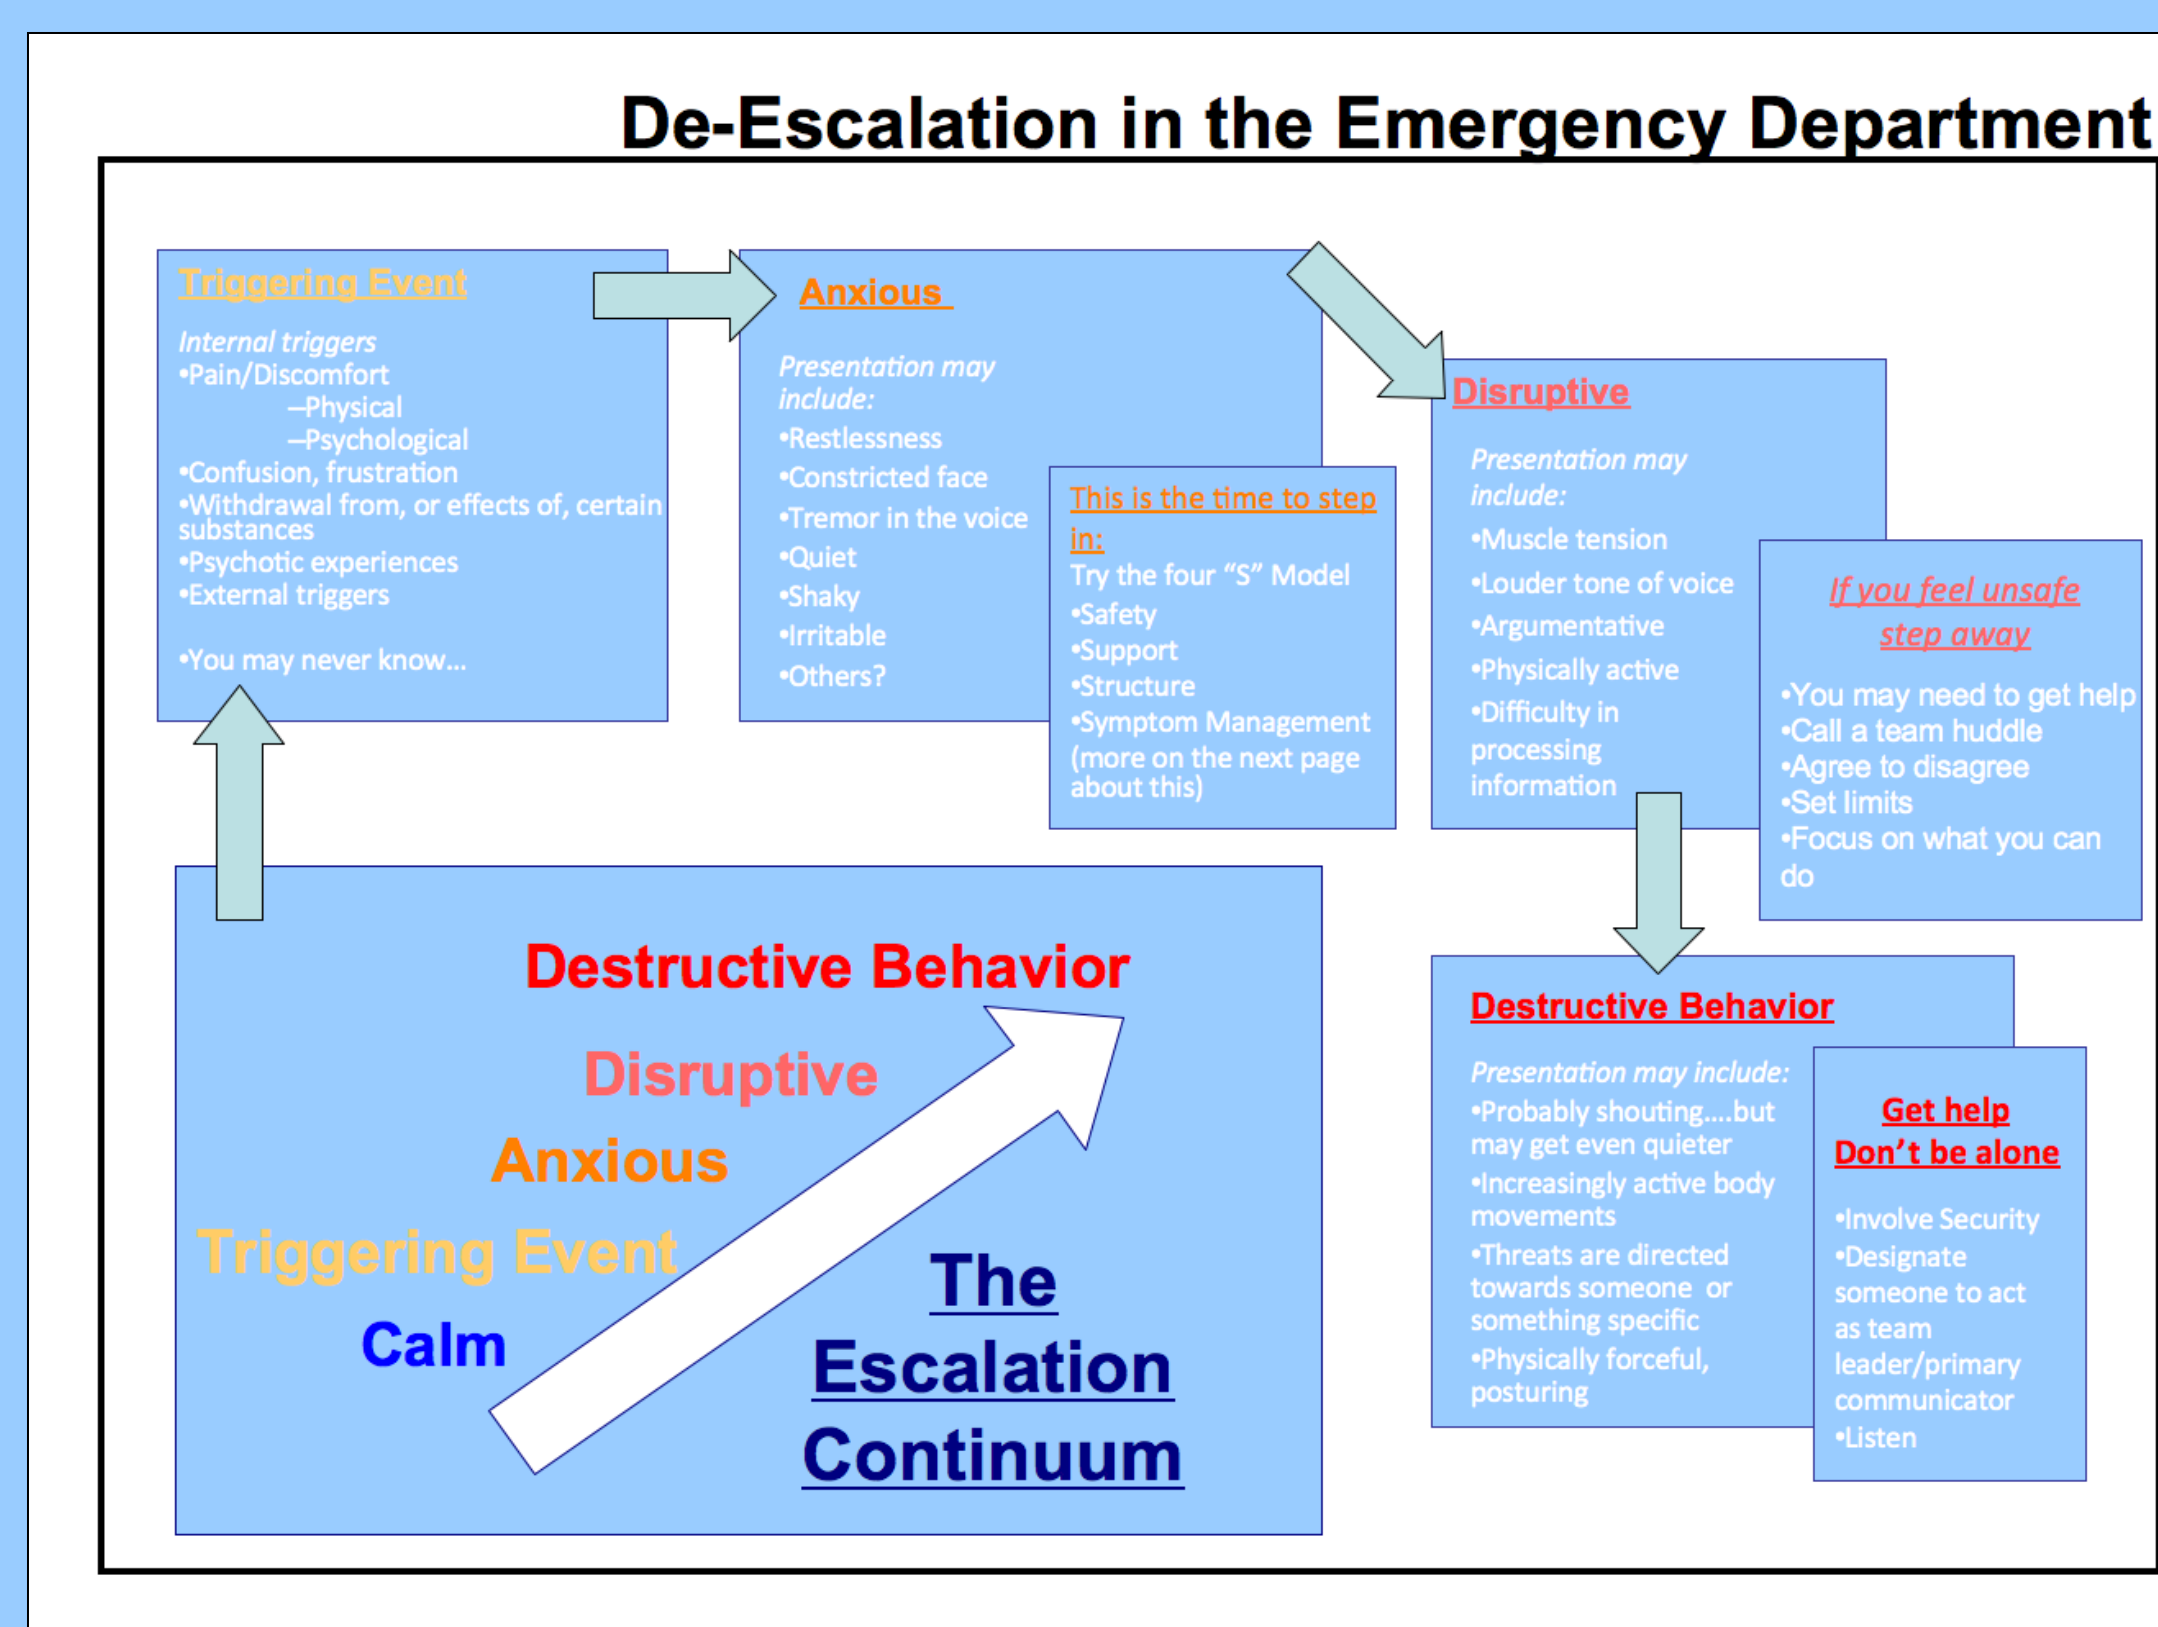 De-Escalation in the Emergency Department
Triggering Event
Internal triggers
•Pain/Discomfort
–Physical
–Psychological
•Confusion, frustration
•Withdrawal from, or effects of, certain
substances
•Psychotic experiences
•External triggers
•You may never know...
Anxious
Presentation may
include:
•Restlessness
•Constricted face
•Tremor in the voice
•Quiet
•Shaky
•Irritable
•Others?
This is the time to step
in:
Try the four “S” Model
•Safety
•Support
•Structure
•Symptom Management
(more on the next page
about this)
Disruptive
Presentation may
include:
•Muscle tension
•Louder tone of voice
•Argumentative
•Physically active
•Difficulty in
processing
information
If you feel unsafe
step away
•You may need to get help
•Call a team huddle
•Agree to disagree
•Set limits
•Focus on what you can
do
Destructive Behavior
Presentation may include:
•Probably shouting....but
may get even quieter
•Increasingly active body
movements
•Threats are directed
towards someone or
something specific
•Physically forceful,
posturing
Get help
Don’t be alone
•Involve Security
•Designate
someone to act
as team
leader/primary
communicator
•Listen
Destructive Behavior
Disruptive
Anxious
Triggering Event
Calm
The
Escalation
Continuum